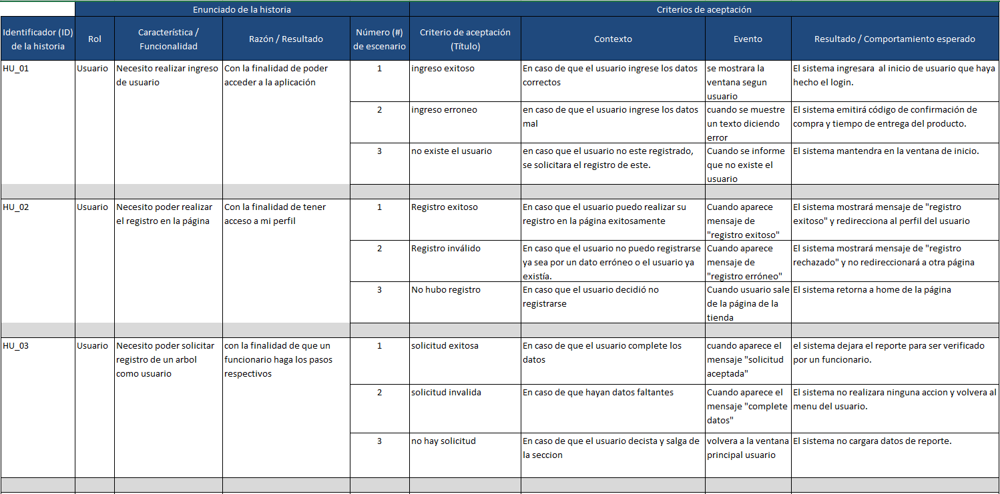 Enunciado de la historia
Criterios de aceptación
Identificador (ID)
de la historia
Rol
Característica /
Funcionalidad
Razón / Resultado
Número (#)
de escenario
Criterio de aceptación
(Título)
Contexto
Evento
Resultado / Comportamiento esperado
HU_01
Usuario
Necesito realizar ingreso
de usuario
Con la finalidad de poder
acceder a la aplicación
1
ingreso exitoso
En caso de que el usuario ingrese los datos
correctos
se mostrara la
ventana segun
usuario
El sistema ingresara  al inicio de usuario que haya
hecho el login.
2
ingreso erroneo
en caso de que el usuario ingrese los datos
mal
cuando se muestre
un texto diciendo
error
El sistema emitirá código de confirmación de
compra y tiempo de entrega del producto.
3
no existe el usuario
en caso que el usuario no este registrado,
se solicitara el registro de este.
Cuando se informe
que no existe el
usuario
El sistema mantendra en la ventana de inicio.
HU_02
Usuario
Necesito poder realizar
el registro en la página
Con la finalidad de tener
acceso a mi perfil
1
Registro exitoso
En caso que el usuario puedo realizar su
registro en la página exitosamente
Cuando aparece
mensaje de
"registro exitoso"
El sistema mostrará mensaje de "registro
exitoso" y redirecciona al perfil del usuario
2
Registro inválido
En caso que el usuario no puedo registrarse
ya sea por un dato erróneo o el usuario ya
existía.
Cuando aparece
mensaje de
"registro erróneo"
El sistema mostrará mensaje de "registro
rechazado" y no redireccionará a otra página
3
No hubo registro
En caso que el usuario decidió no
registrarse
Cuando usuario sale
de la página de la
tienda
El sistema retorna a home de la página
HU_03
Usuario
Necesito poder solicitar
registro de un arbol
como usuario
con la finalidad de que un
funcionario haga los pasos
respectivos
1
solicitud exitosa
En caso de que el usuario complete los
datos
cuando aparece el
mensaje "solicitud
aceptada"
el sistema dejara el reporte para ser verificado
por un funcionario.
2
solicitud invalida
En caso de que hayan datos faltantes
Cuando aparece el
mensaje "complete
datos"
El sistema no realizara ninguna accion y volvera al
menu del usuario.
3
no hay solicitud
En caso de que el usuario decista y salga de
la seccion
volvera a la ventana
principal usuario
El sistema no cargara datos de reporte.